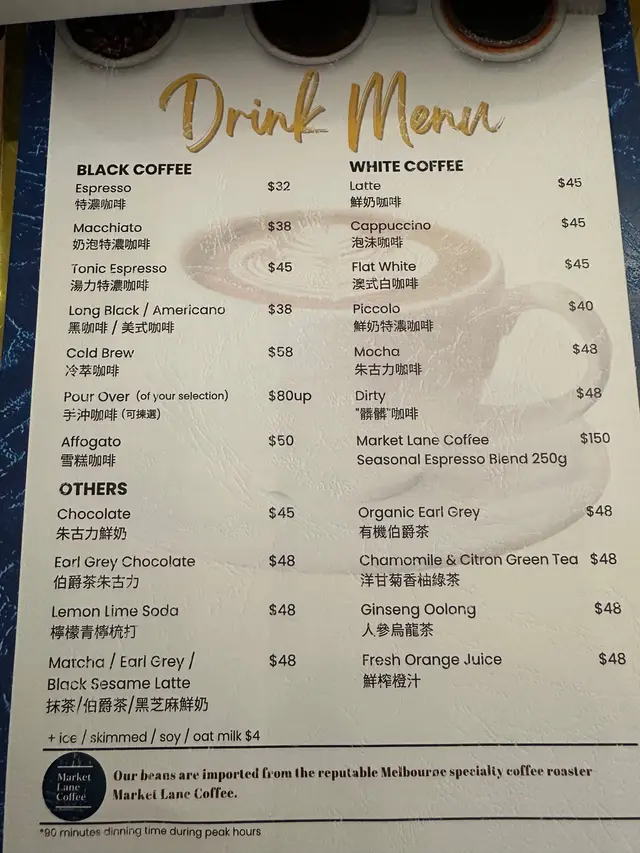 Drink Menu
BLACK COFFEE
Espresso $32
特濃咖啡
Macchiato $38
奶泡特濃咖啡
Tonic Espresso $45
湯力特濃咖啡
Long Black / Americano $38
黑咖啡 / 美式咖啡
Cold Brew $58
冷萃咖啡
Pour Over (of your selection) $80up
手沖咖啡 (可揀選)
Affogato $50
雪糕咖啡
WHITE COFFEE
Latte $45
鮮奶咖啡
Cappuccino $45
泡沫咖啡
Flat White $45
澳式白咖啡
Piccolo $40
鮮奶特濃咖啡
Mocha $48
朱古力咖啡
Dirty $48
"髒髒"咖啡
Market Lane Coffee $150
Seasonal Espresso Blend 250g
OTHERS
Chocolate $45
朱古力鮮奶
Earl Grey Chocolate $48
伯爵茶朱古力
Lemon Lime Soda $48
檸檬青檸梳打
Matcha / Earl Grey / $48
Black Sesame Latte
抹茶/伯爵茶/黑芝麻鮮奶
Organic Earl Grey $48
有機伯爵茶
Chamomile & Citron Green Tea $48
洋甘菊香柚綠茶
Ginseng Oolong $48
人參烏龍茶
Fresh Orange Juice $48
鮮榨橙汁
+ ice / skimmed / soy / oat milk $4
Market
Lane
Coffee
Our beans are imported from the reputable Melbourne specialty coffee roaster
Market Lane Coffee.
*90 minutes dinning time during peak hours